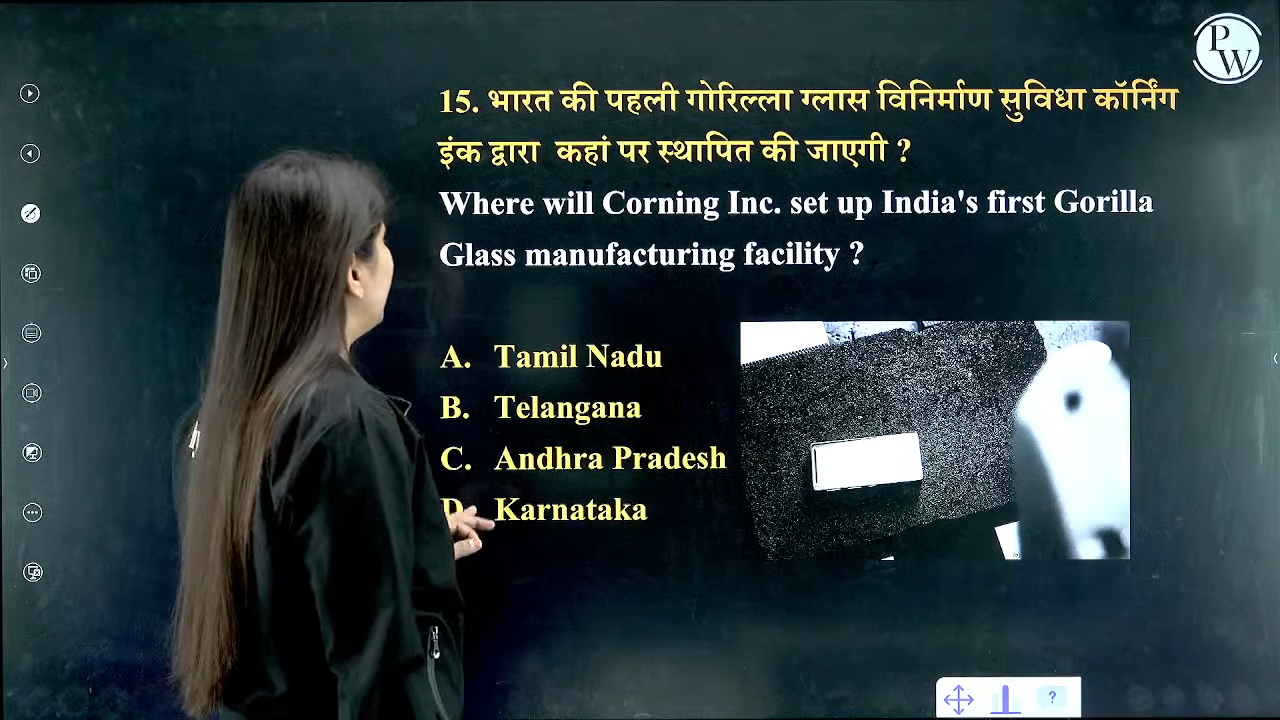 PW
15. भारत की पहली गोरिल्ला ग्लास विनिर्माण सुविधा कॉर्निंग
इंक द्वारा कहां पर स्थापित की जाएगी ?
Where will Corning Inc. set up India's first Gorilla
Glass manufacturing facility ?
A. Tamil Nadu
B. Telangana
C. Andhra Pradesh
D. Karnataka
?